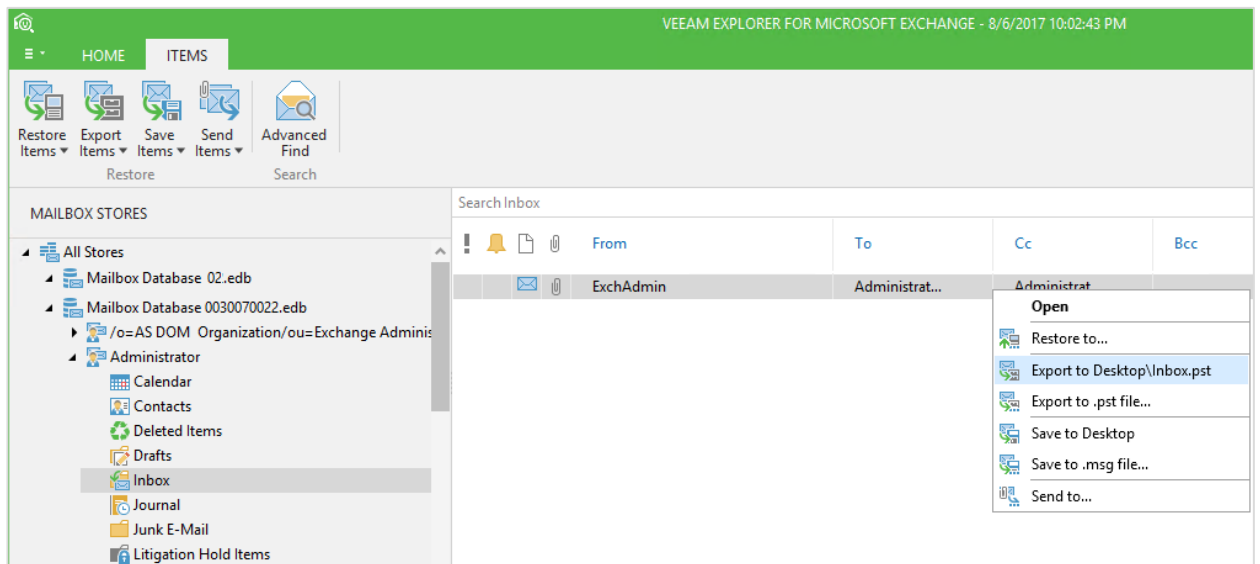 VEEAM EXPLORER FOR MICROSOFT EXCHANGE - 8/6/2017 10:02:43 PM
HOME ITEMS
Restore Items
Export Items
Save Items
Send Items
Advanced Find
Restore
Search
MAILBOX STORES
All Stores
Mailbox Database 02.edb
Mailbox Database 0030070022.edb
/o=AS DOM Organization/ou=Exchange Adminis
Administrator
Calendar
Contacts
Deleted Items
Drafts
Inbox
Journal
Junk E-Mail
Litigation Hold Items
Search Inbox
From To Cc Bcc
ExchAdmin Administrat... Administrat
Open
Restore to...
Export to Desktop\Inbox.pst
Export to .pst file...
Save to Desktop
Save to .msg file...
Send to...